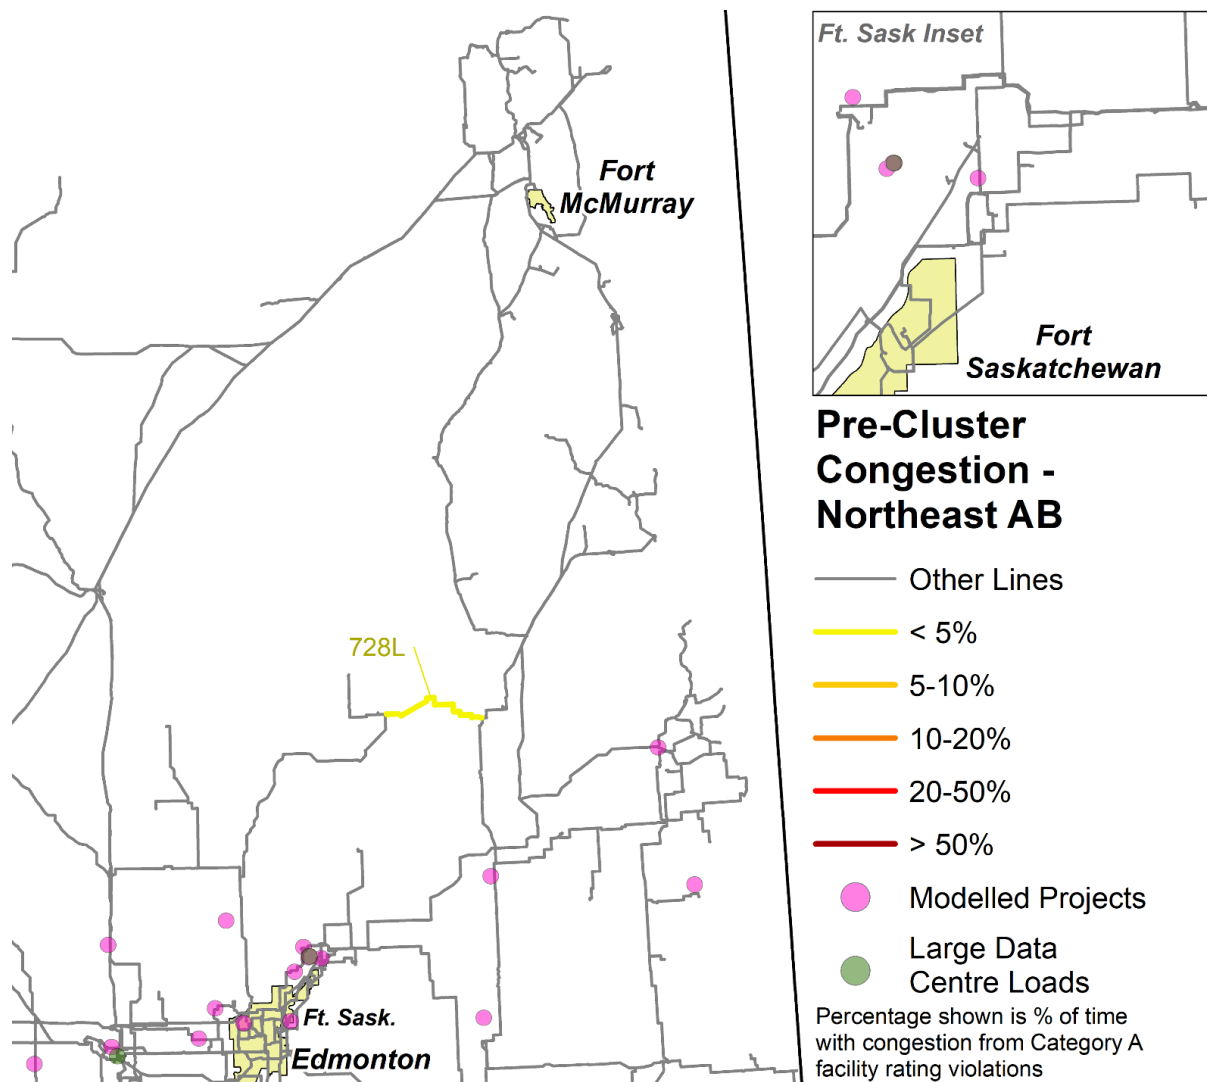 Ft. Sask Inset
Fort
McMurray
Fort
Saskatchewan
Pre-Cluster
Congestion -
Northeast AB
Other Lines
< 5%
728L
5-10%
10-20%
20-50%
> 50%
Modelled Projects
Large Data
Centre Loads
Ft. Sask.
Edmonton
Percentage shown is % of time
with congestion from Category A
facility rating violations